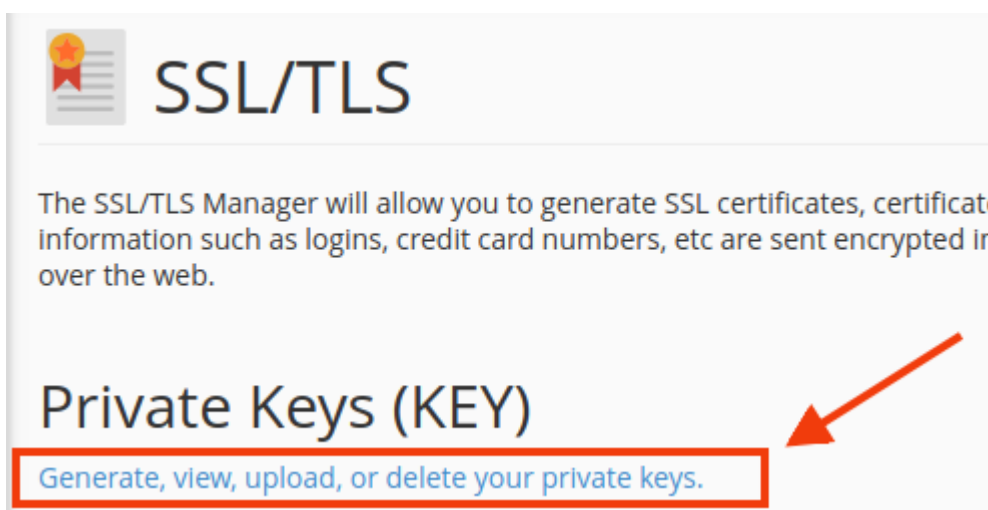 SSL/TLS
The SSL/TLS Manager will allow you to generate SSL certificates, certificat
information such as logins, credit card numbers, etc are sent encrypted in
over the web.
Private Keys (KEY)
Generate, view, upload, or delete your private keys.